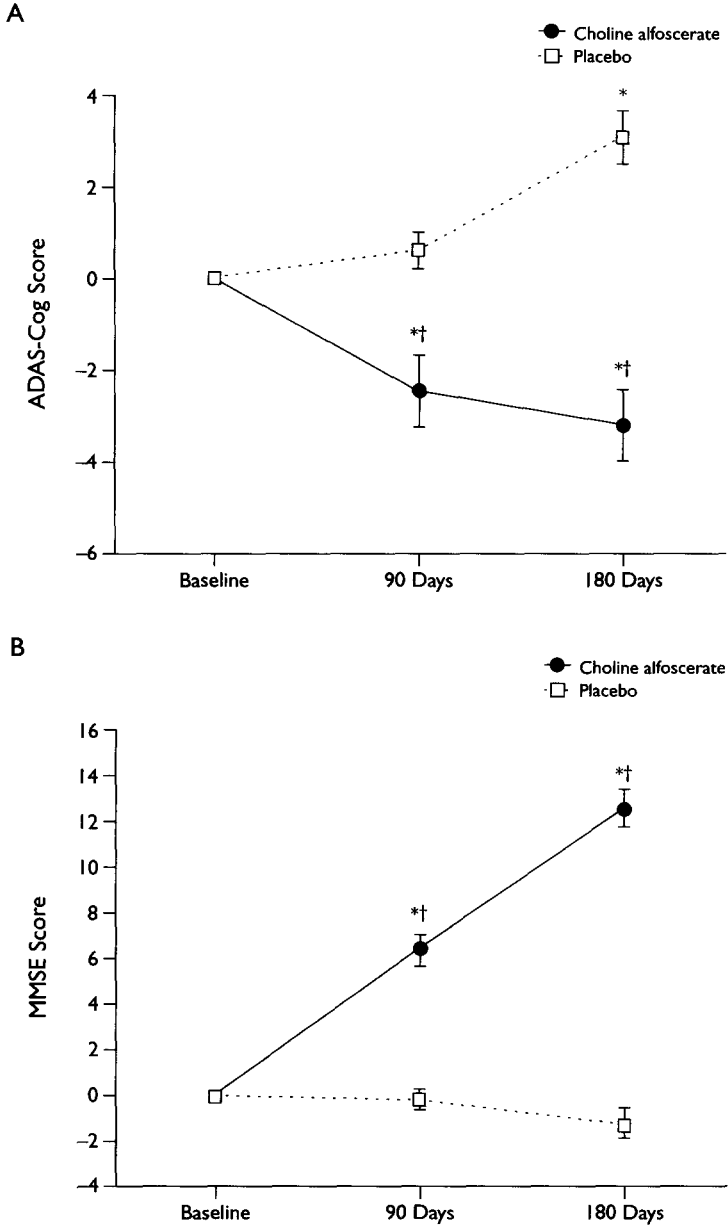 A
Choline alfoscerate
Placebo
4
*
2
0
*†
–2
*†
–4
–6
ADAS-Cog Score
Baseline 90 Days 180 Days
B
Choline alfoscerate
Placebo
16
14
*†
12
10
8
*†
6
4
2
0
–2
–4
MMSE Score
Baseline 90 Days 180 Days